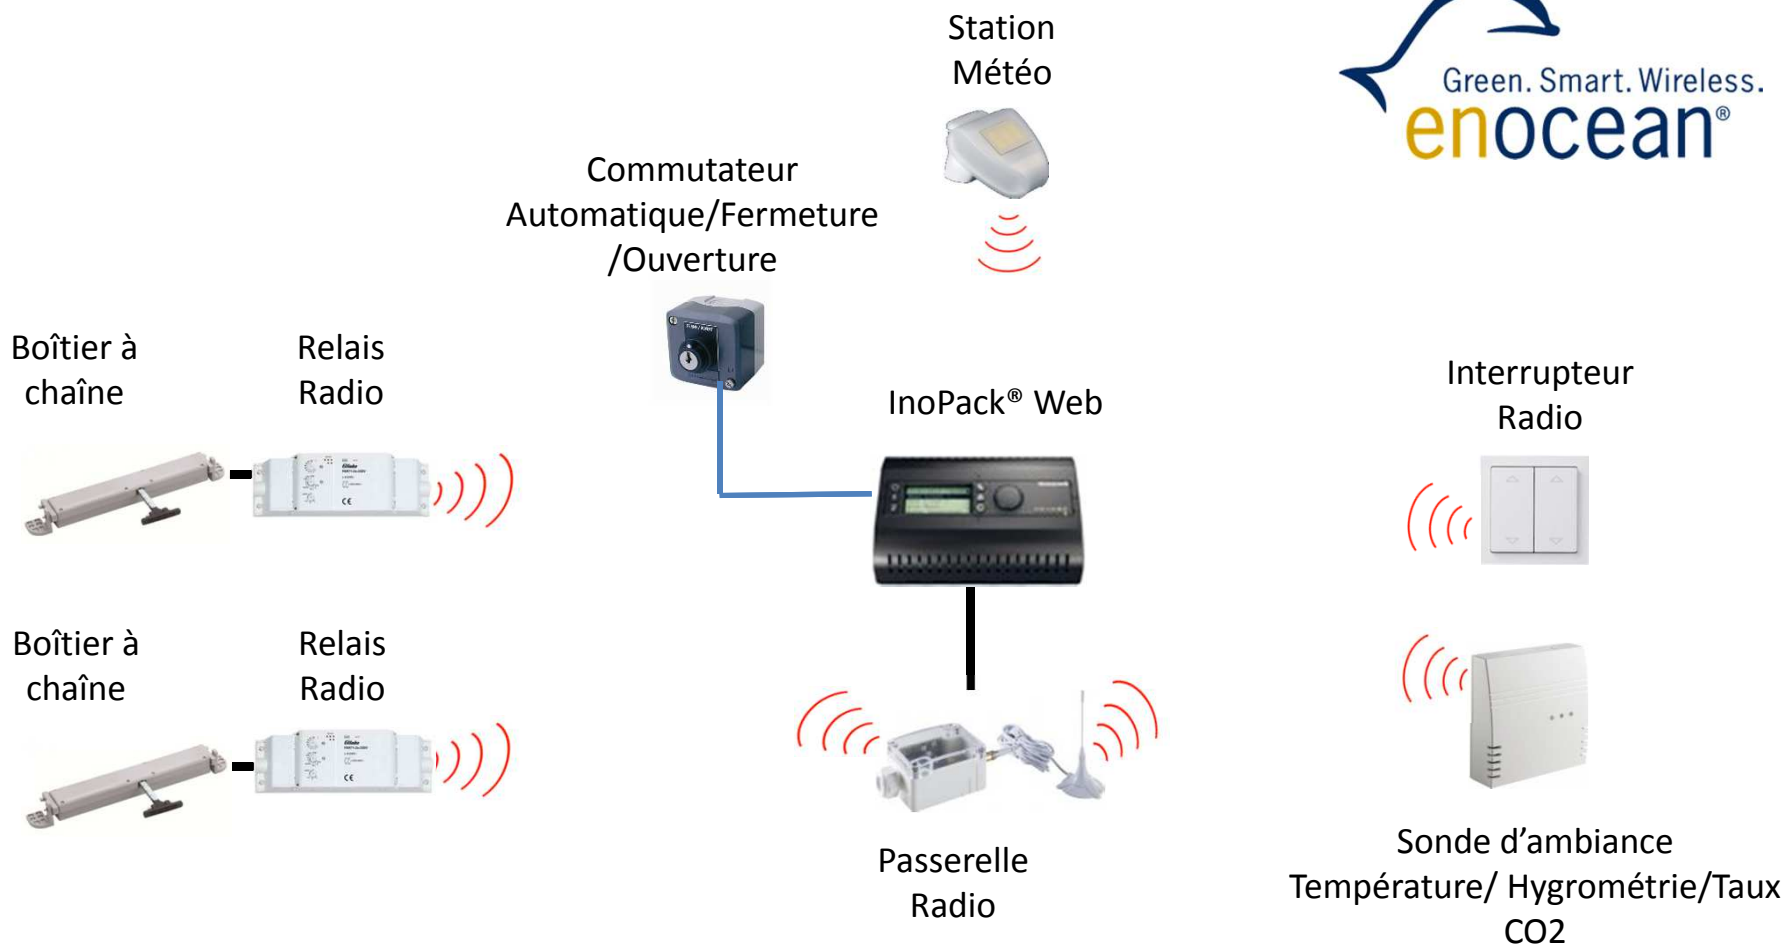 Station
Météo
Green. Smart. Wireless.
enocean®
Commutateur
Automatique/Fermeture
/Ouverture
Boîtier à
chaîne
Relais
Radio
InoPack® Web
Interrupteur
Radio
Boîtier à
chaîne
Relais
Radio
Passerelle
Radio
Sonde d’ambiance
Température/ Hygrométrie/Taux
CO2